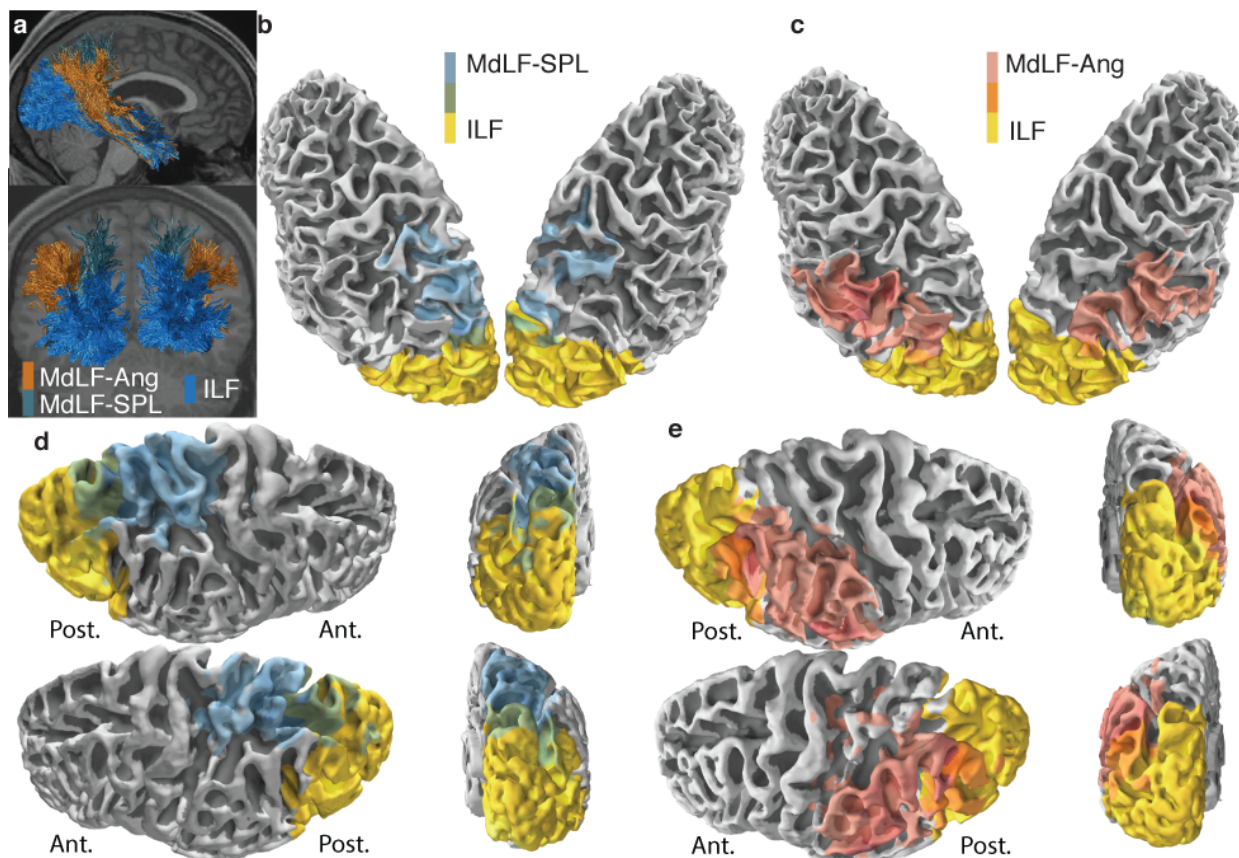 a
b
c
MdLF-SPL
ILF
MdLF-Ang
ILF
MdLF-Ang
MdLF-SPL
ILF
d
e
Post.
Ant.
Post.
Ant.
Ant.
Post.
Ant.
Post.